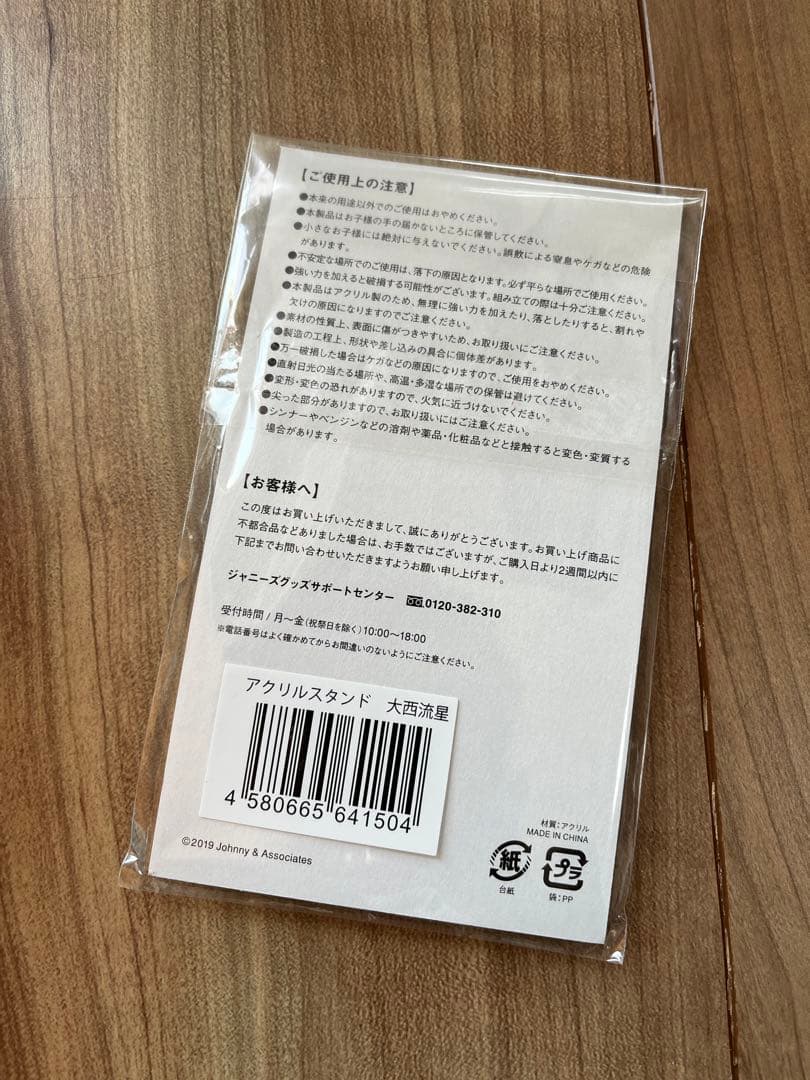 【ご使用上の注意】
●本来の用途以外でのご使用はおやめください。
●本製品はお子様の手の届かないところに保管してください。
●小さなお子様には絶対に与えないでください。誤飲による窒息やケガなどの危険
があります。
●不安定な場所でのご使用は、落下の原因となります。必ず平らな場所でご使用ください。
●強い力を加えると破損する可能性がございます。組み立ての際は十分ご注意ください。
●本製品はアクリル製のため、無理に強い力を加えたり、落としたりすると、割れや
欠けの原因になりますのでご注意ください。
●素材の性質上、表面に傷がつきやすいため、お取り扱いにご注意ください。
●製造の工程上、形状や差し込みの具合に個体差があります。
●万一破損した場合はケガなどの原因になりますので、ご使用をおやめください。
●直射日光の当たる場所や、高温・多湿な場所での保管は避けてください。
●変形・変色の恐れがありますので、火気に近づけないでください。
●尖った部分がありますので、お取り扱いにはご注意ください。
●シンナーやベンジンなどの溶剤や薬品・化粧品などと接触すると変色・変質する
場合があります。
【お客様へ】
この度はお買い上げいただきまして、誠にありがとうございます。お買い上げ商品に
不都合品などありました場合は、お手数ではございますが、ご購入日より2週間以内に
下記までお問い合わせいただきますようお願い申し上げます。
ジャニーズグッズサポートセンター 0120-382-310
受付時間 / 月〜金(祝祭日を除く)10:00〜18:00
※電話番号はよく確かめてからお間違いのないようにご注意ください。
アクリルスタンド 大西流星
4 580665 641504
材質：アクリル
MADE IN CHINA
©2019 Johnny & Associates
紙 プラ
台紙 袋：PP